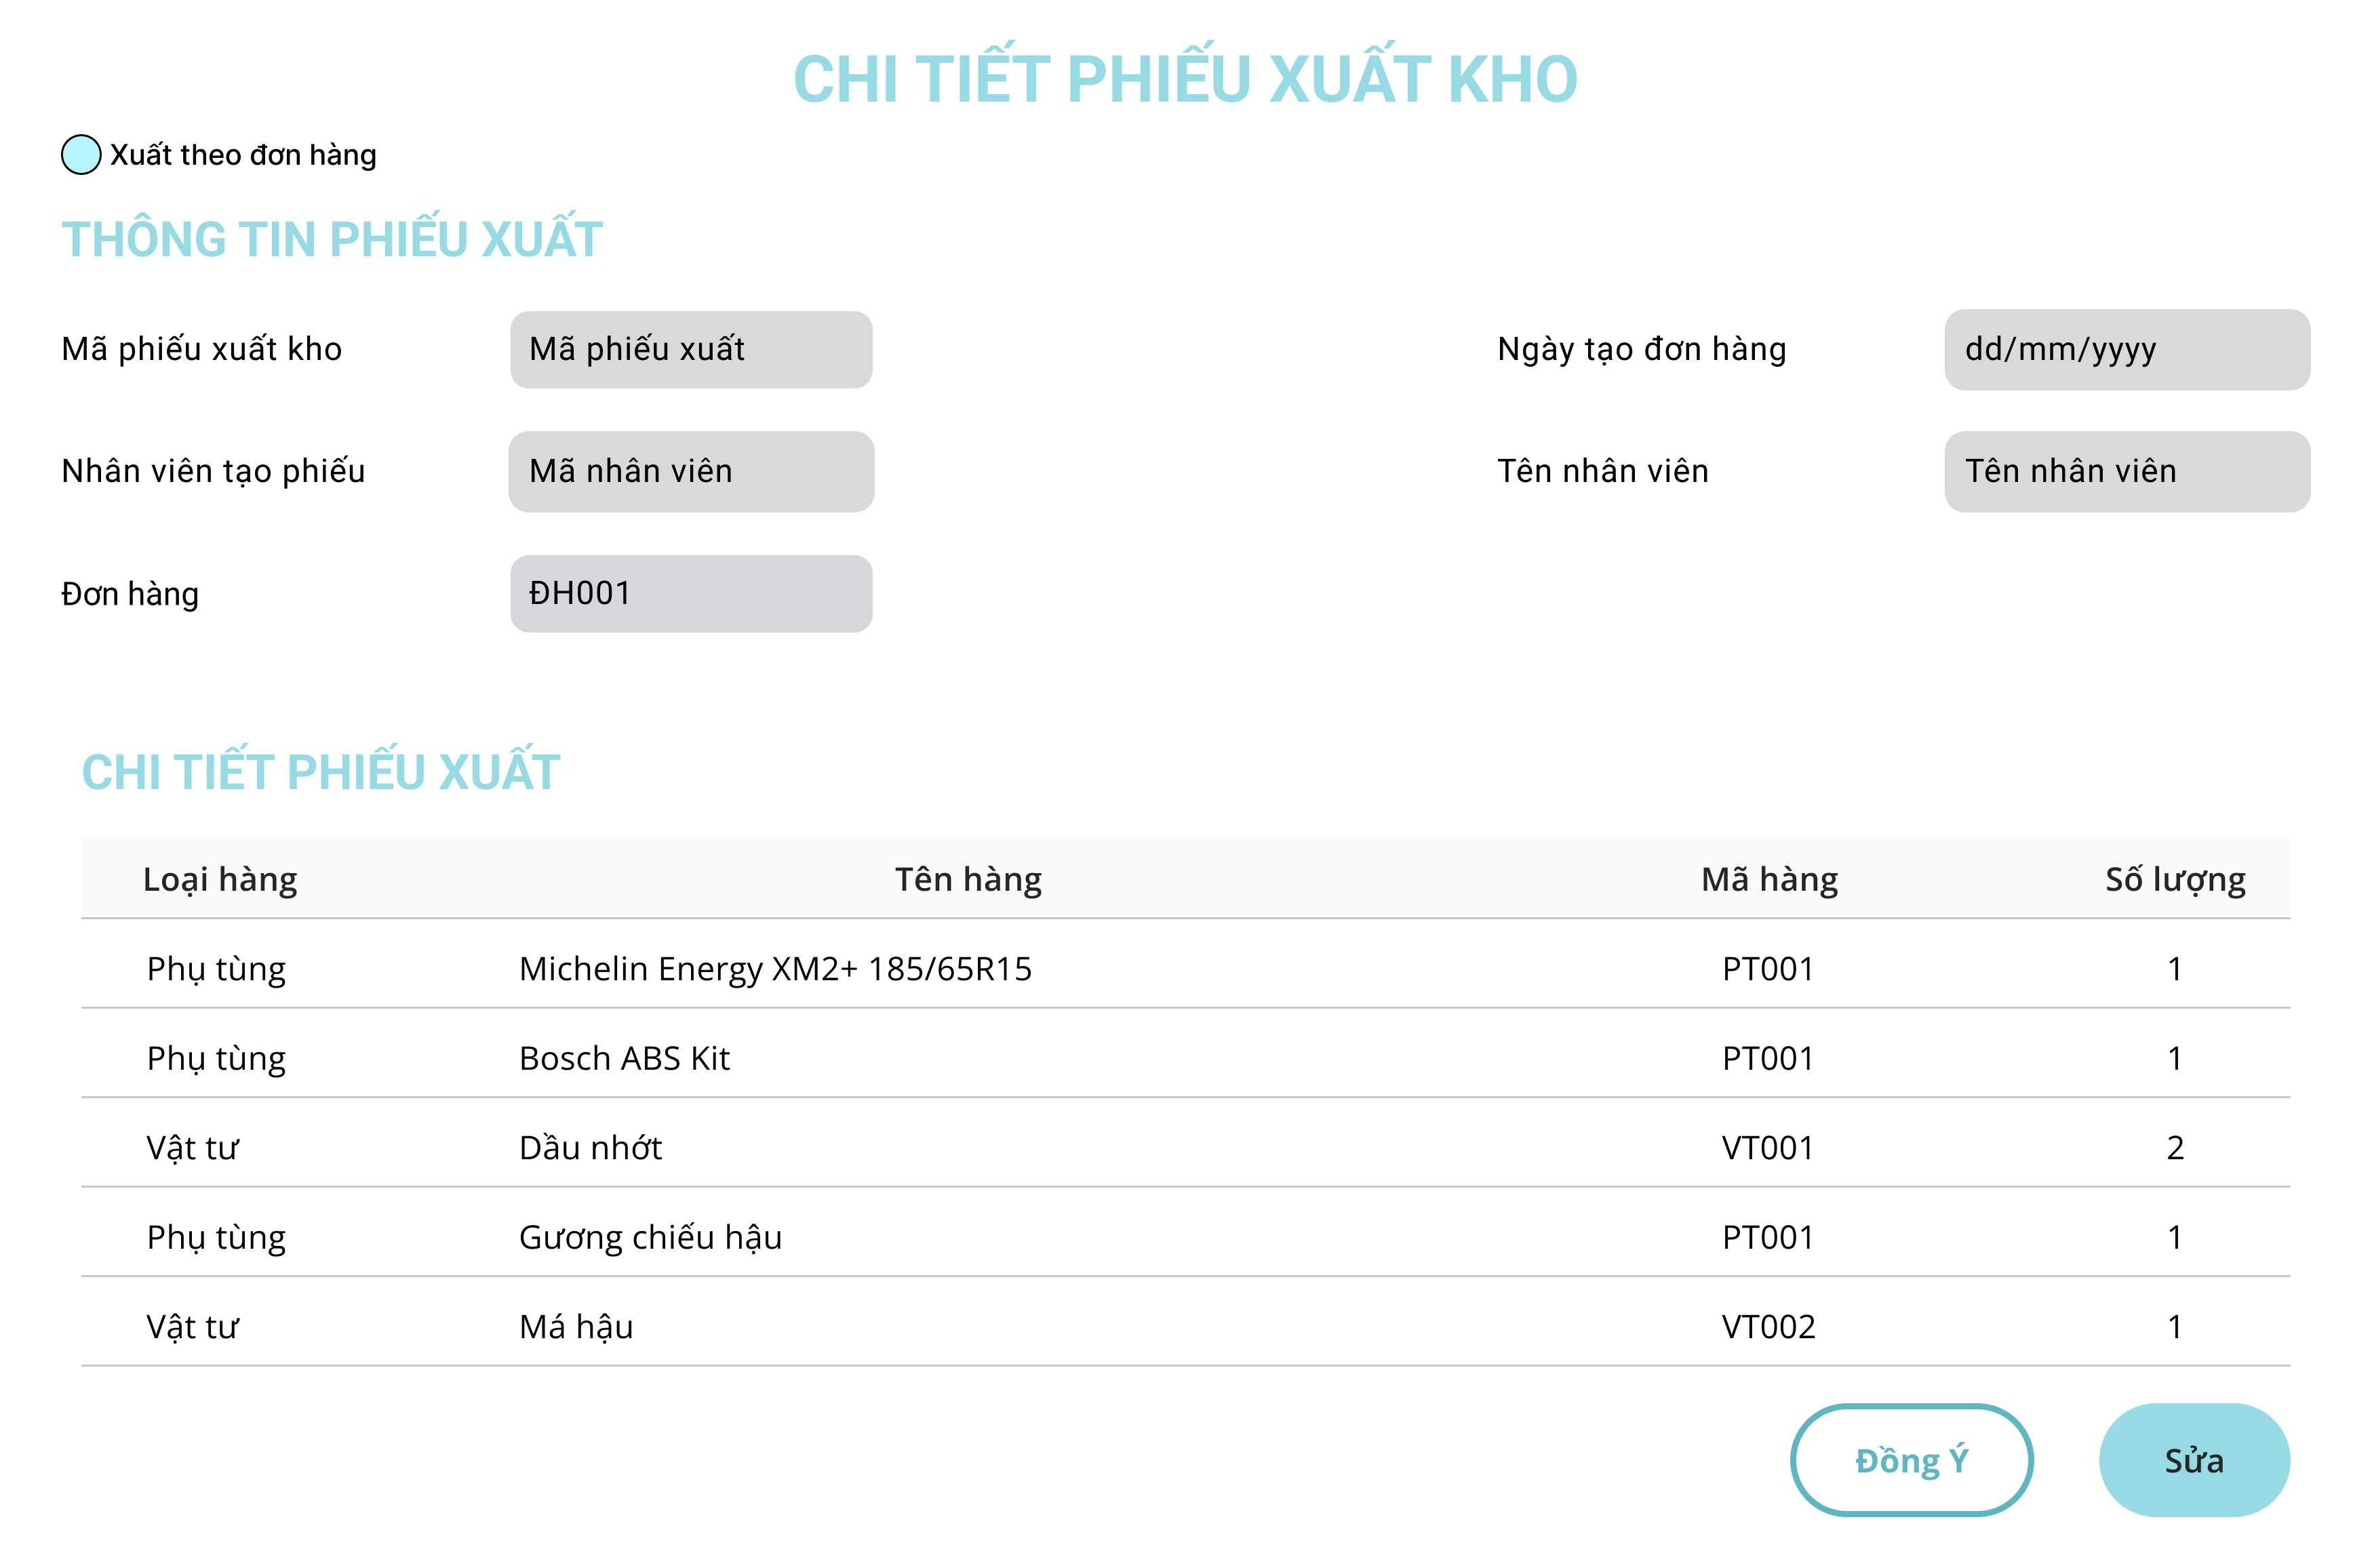 CHI TIẾT PHIẾU XUẤT KHO
Xuất theo đơn hàng
THÔNG TIN PHIẾU XUẤT
Mã phiếu xuất kho Mã phiếu xuất Ngày tạo đơn hàng dd/mm/yyyy
Nhân viên tạo phiếu Mã nhân viên Tên nhân viên Tên nhân viên
Đơn hàng ĐH001
CHI TIẾT PHIẾU XUẤT
Loại hàng Tên hàng Mã hàng Số lượng
Phụ tùng Michelin Energy XM2+ 185/65R15 PT001 1
Phụ tùng Bosch ABS Kit PT001 1
Vật tư Dầu nhớt VT001 2
Phụ tùng Gương chiếu hậu PT001 1
Vật tư Má hậu VT002 1
Đồng Ý Sửa